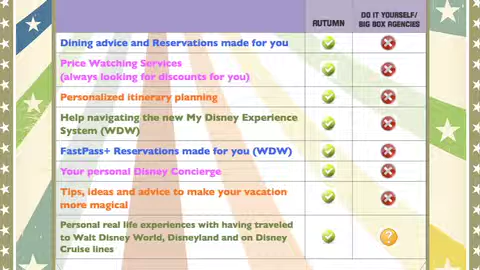 AUTUMN
DO IT YOURSELF/
BIG BOX AGENCIES
Dining advice and Reservations made for you
Price Watching Services
(always looking for discounts for you)
Personalized itinerary planning
Help navigating the new My Disney Experience
System (WDW)
FastPass+ Reservations made for you (WDW)
Your personal Disney Concierge
Tips, ideas and advice to make your vacation
more magical
Personal real life experiences with having traveled
to Walt Disney World, Disneyland and on Disney
Cruise lines
?